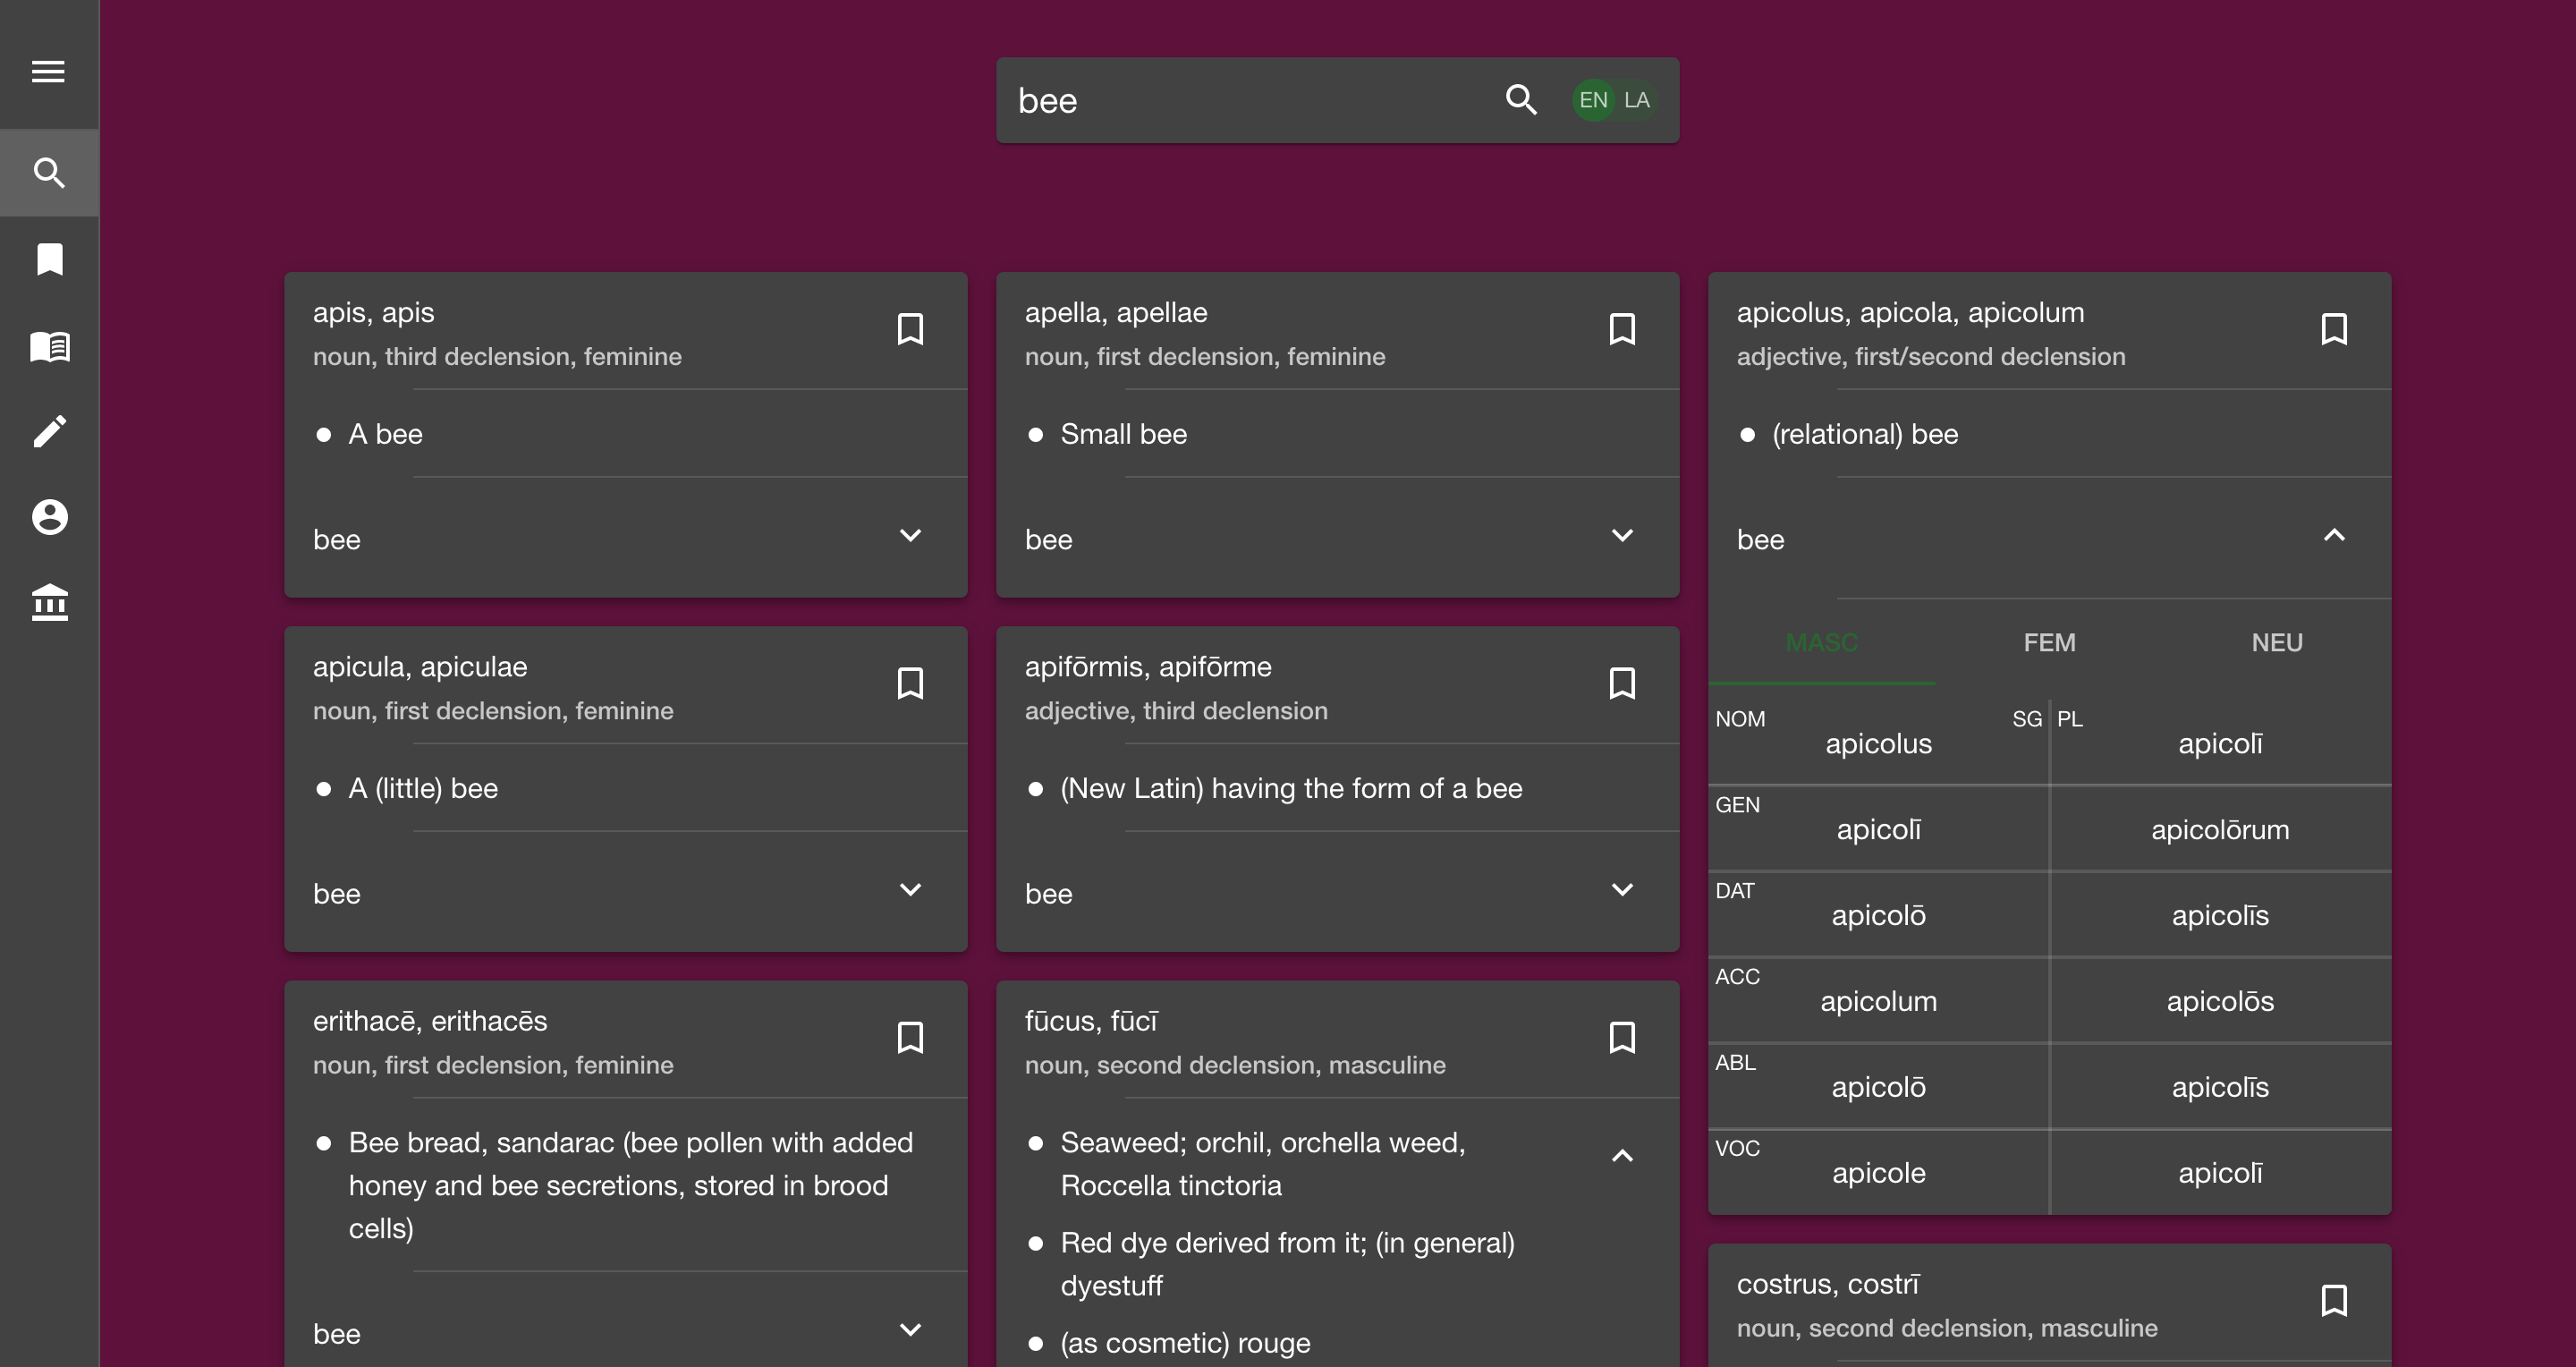 bee
EN LA
apis, apis
noun, third declension, feminine
A bee
bee
apella, apellae
noun, first declension, feminine
Small bee
bee
apicolus, apicola, apicolum
adjective, first/second declension
(relational) bee
bee
MASC FEM NEU
NOM SG PL
apicolus apicolī
GEN
apicolī apicolōrum
DAT
apicolō apicolīs
ACC
apicolum apicolōs
ABL
apicolō apicolīs
VOC
apicole apicolī
apicula, apiculae
noun, first declension, feminine
A (little) bee
bee
apifōrmis, apifōrme
adjective, third declension
(New Latin) having the form of a bee
bee
erithacē, erithacēs
noun, first declension, feminine
Bee bread, sandarac (bee pollen with added
honey and bee secretions, stored in brood
cells)
bee
fūcus, fūcī
noun, second declension, masculine
Seaweed; orchil, orchella weed,
Roccella tinctoria
Red dye derived from it; (in general)
dyestuff
(as cosmetic) rouge
costrus, costrī
noun, second declension, masculine